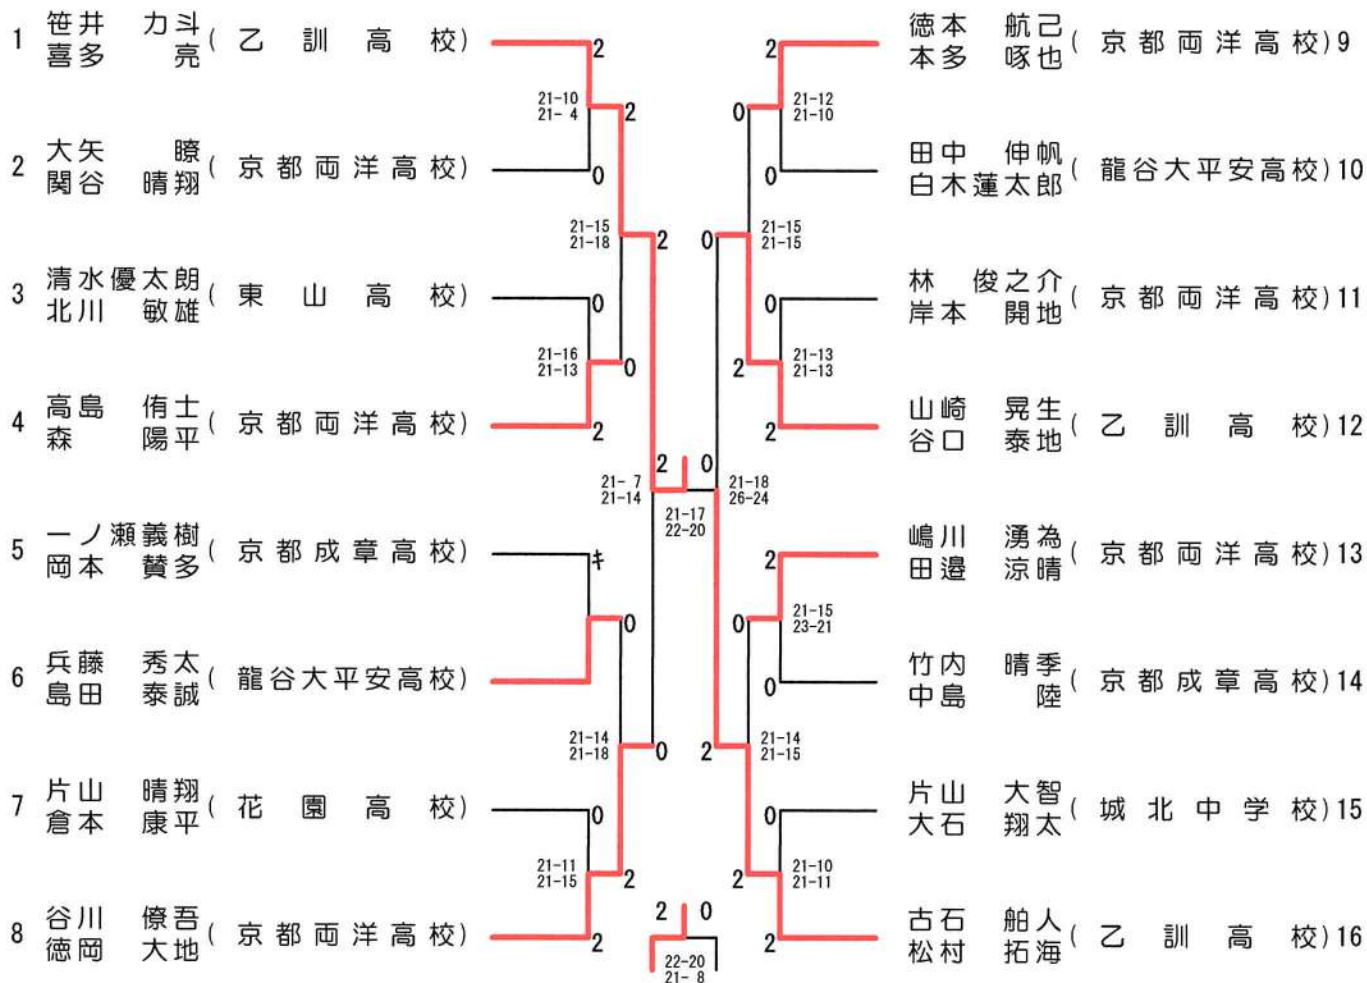 1 笹井 力斗 ( 乙訓高校 )
喜多 亮
2 大矢 瞭 ( 京都両洋高校 )
関谷 晴翔
3 清水優太朗 ( 東山高校 )
北川 敏雄
4 高島 侑士 ( 京都両洋高校 )
森 陽平
5 一ノ瀬義樹 ( 京都成章高校 )
岡本 賛多
6 兵藤 秀太 ( 龍谷大平安高校 )
島田 泰誠
7 片山 晴翔 ( 花園高校 )
倉本 康平
8 谷川 僚吾 ( 京都両洋高校 )
徳岡 大地
2
21-10
21- 4
2
0
21-15
21-18
2
0
21-16
21-13
0
2
21- 7
21-14
2
0
21-17
22-20
キ
0
21-14
21-18
0
0
21-11
21-15
2
2
2 0
22-20
21- 8
2
0
21-12
21-10
0
0
21-15
21-15
0
2
21-13
21-13
2
21-18
26-24
2
0
21-15
23-21
0
2
21-14
21-15
0
2
21-10
21-11
2
徳本 航己 ( 京都両洋高校 ) 9
本多 啄也
田中 伸帆 ( 龍谷大平安高校 ) 10
白木蓮太郎
林 俊之介 ( 京都両洋高校 ) 11
岸本 開地
山崎 晃生 ( 乙訓高校 ) 12
谷口 泰地
嶋川 湧為 ( 京都両洋高校 ) 13
田邉 涼晴
竹内 晴季 ( 京都成章高校 ) 14
中島 陸
片山 大智 ( 城北中学校 ) 15
大石 翔太
古石 舶人 ( 乙訓高校 ) 16
松村 拓海